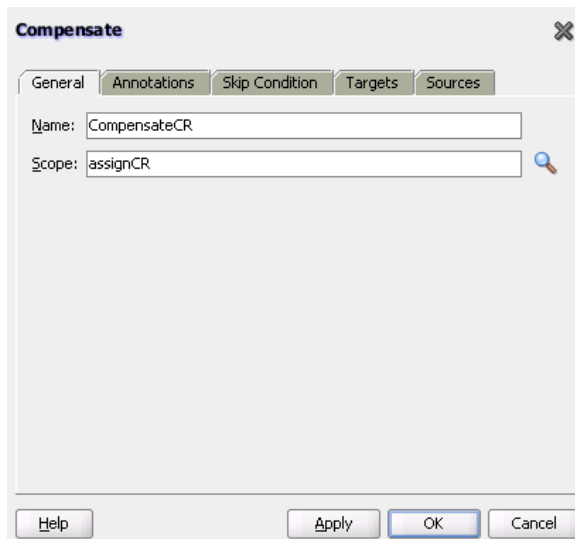 Compensate
General Annotations Skip Condition Targets Sources
Name: CompensateCR
Scope: assignCR
Help Apply OK Cancel